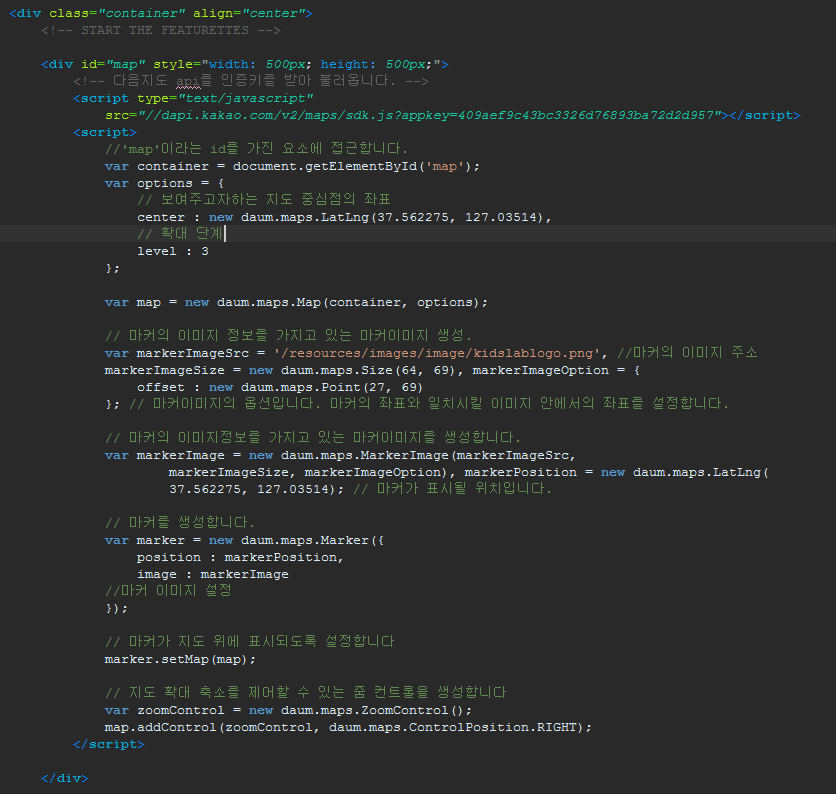 <div class="container" align="center">
<!-- START THE FEATURETTES -->
<div id="map" style="width: 500px; height: 500px;">
<!-- 다음지도 api를 인증키를 받아 불러옵니다. -->
<script type="text/javascript"
src="//dapi.kakao.com/v2/maps/sdk.js?appkey=409aef9c43bc3326d76893ba72d2d957"></script>
<script>
//'map'이라는 id를 가진 요소에 접근합니다.
var container = document.getElementById('map');
var options = {
// 보여주고자하는 지도 중심점의 좌표
center : new daum.maps.LatLng(37.562275, 127.03514),
// 확대 단계
level : 3
};
var map = new daum.maps.Map(container, options);
// 마커의 이미지 정보를 가지고 있는 마커이미지 생성.
var markerImageSrc = '/resources/images/image/kidslablogo.png', //마커의 이미지 주소
markerImageSize = new daum.maps.Size(64, 69), markerImageOption = {
offset : new daum.maps.Point(27, 69)
}; // 마커이미지의 옵션입니다. 마커의 좌표와 일치시킬 이미지 안에서의 좌표를 설정합니다.
// 마커의 이미지정보를 가지고 있는 마커이미지를 생성합니다.
var markerImage = new daum.maps.MarkerImage(markerImageSrc,
markerImageSize, markerImageOption), markerPosition = new daum.maps.LatLng(
37.562275, 127.03514); // 마커가 표시될 위치입니다.
// 마커를 생성합니다.
var marker = new daum.maps.Marker({
position : markerPosition,
image : markerImage
//마커 이미지 설정
});
// 마커가 지도 위에 표시되도록 설정합니다
marker.setMap(map);
// 지도 확대 축소를 제어할 수 있는 줌 컨트롤을 생성합니다
var zoomControl = new daum.maps.ZoomControl();
map.addControl(zoomControl, daum.maps.ControlPosition.RIGHT);
</script>
</div>